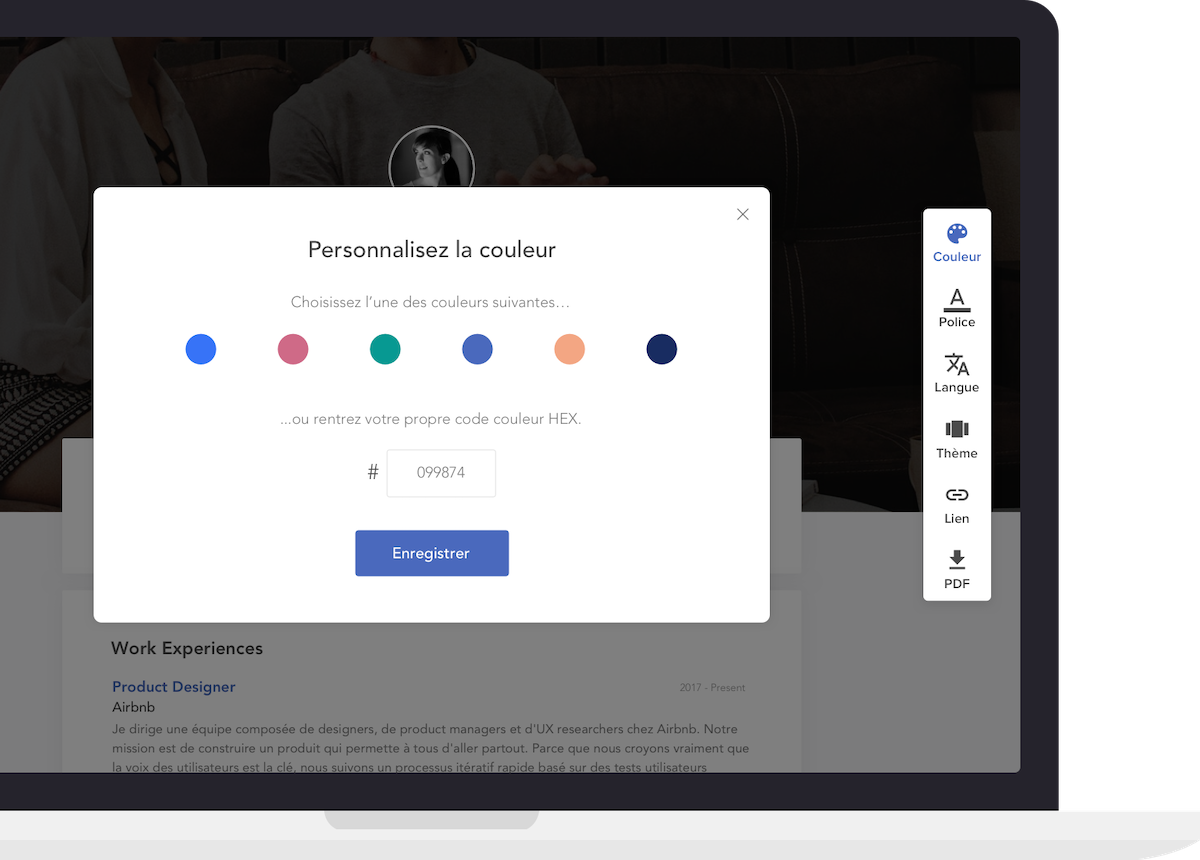 Personnalisez la couleur
Choisissez l’une des couleurs suivantes…
...ou rentrez votre propre code couleur HEX.
# 099874
Enregistrer
Couleur
Police
Langue
Thème
Lien
PDF
Work Experiences
Product Designer 2017 - Present
Airbnb
Je dirige une équipe composée de designers, de product managers et d'UX researchers chez Airbnb. Notre
mission est de construire un produit qui permette à tous d'aller partout. Parce que nous croyons vraiment que
la voix des utilisateurs est la clé, nous suivons un processus itératif rapide basé sur des tests utilisateurs